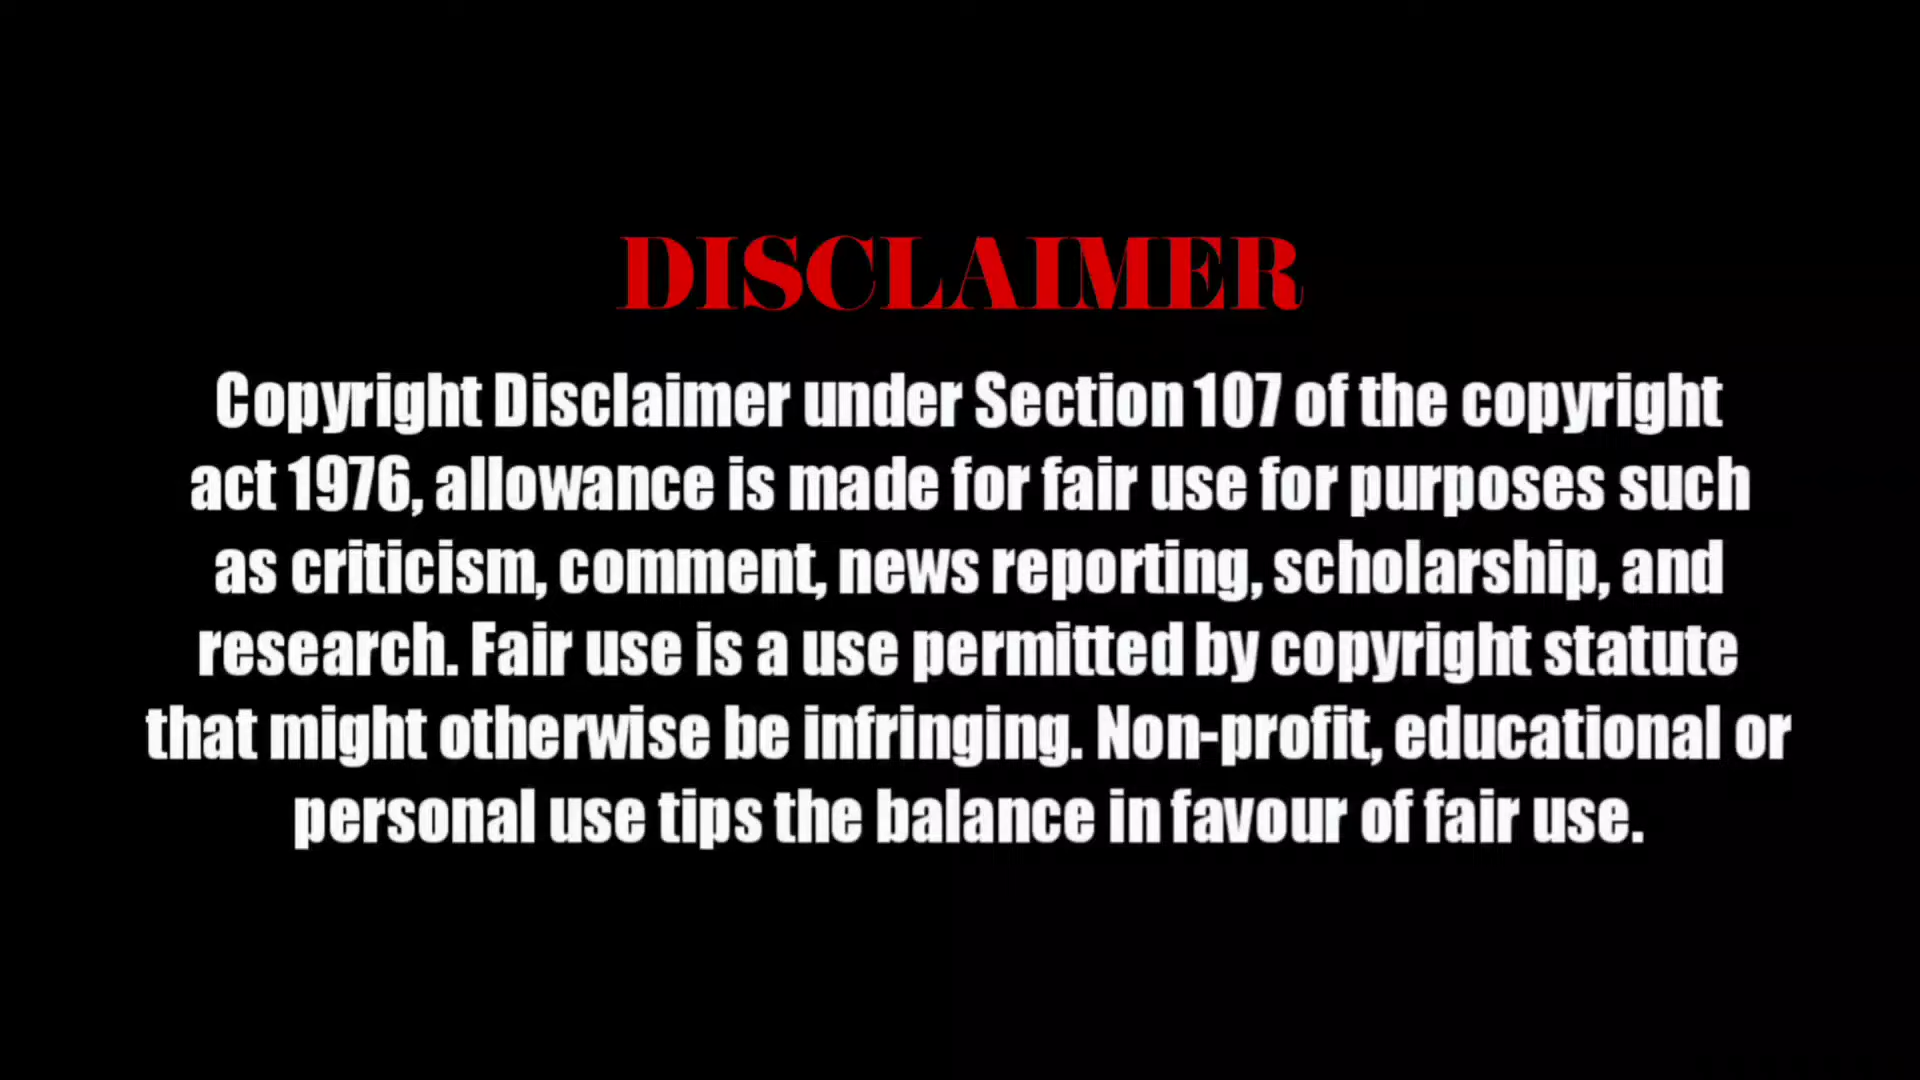 DISCLAIMER
Copyright Disclaimer under Section 107 of the copyright
act 1976, allowance is made for fair use for purposes such
as criticism, comment, news reporting, scholarship, and
research. Fair use is a use permitted by copyright statute
that might otherwise be infringing. Non-profit, educational or
personal use tips the balance in favour of fair use.